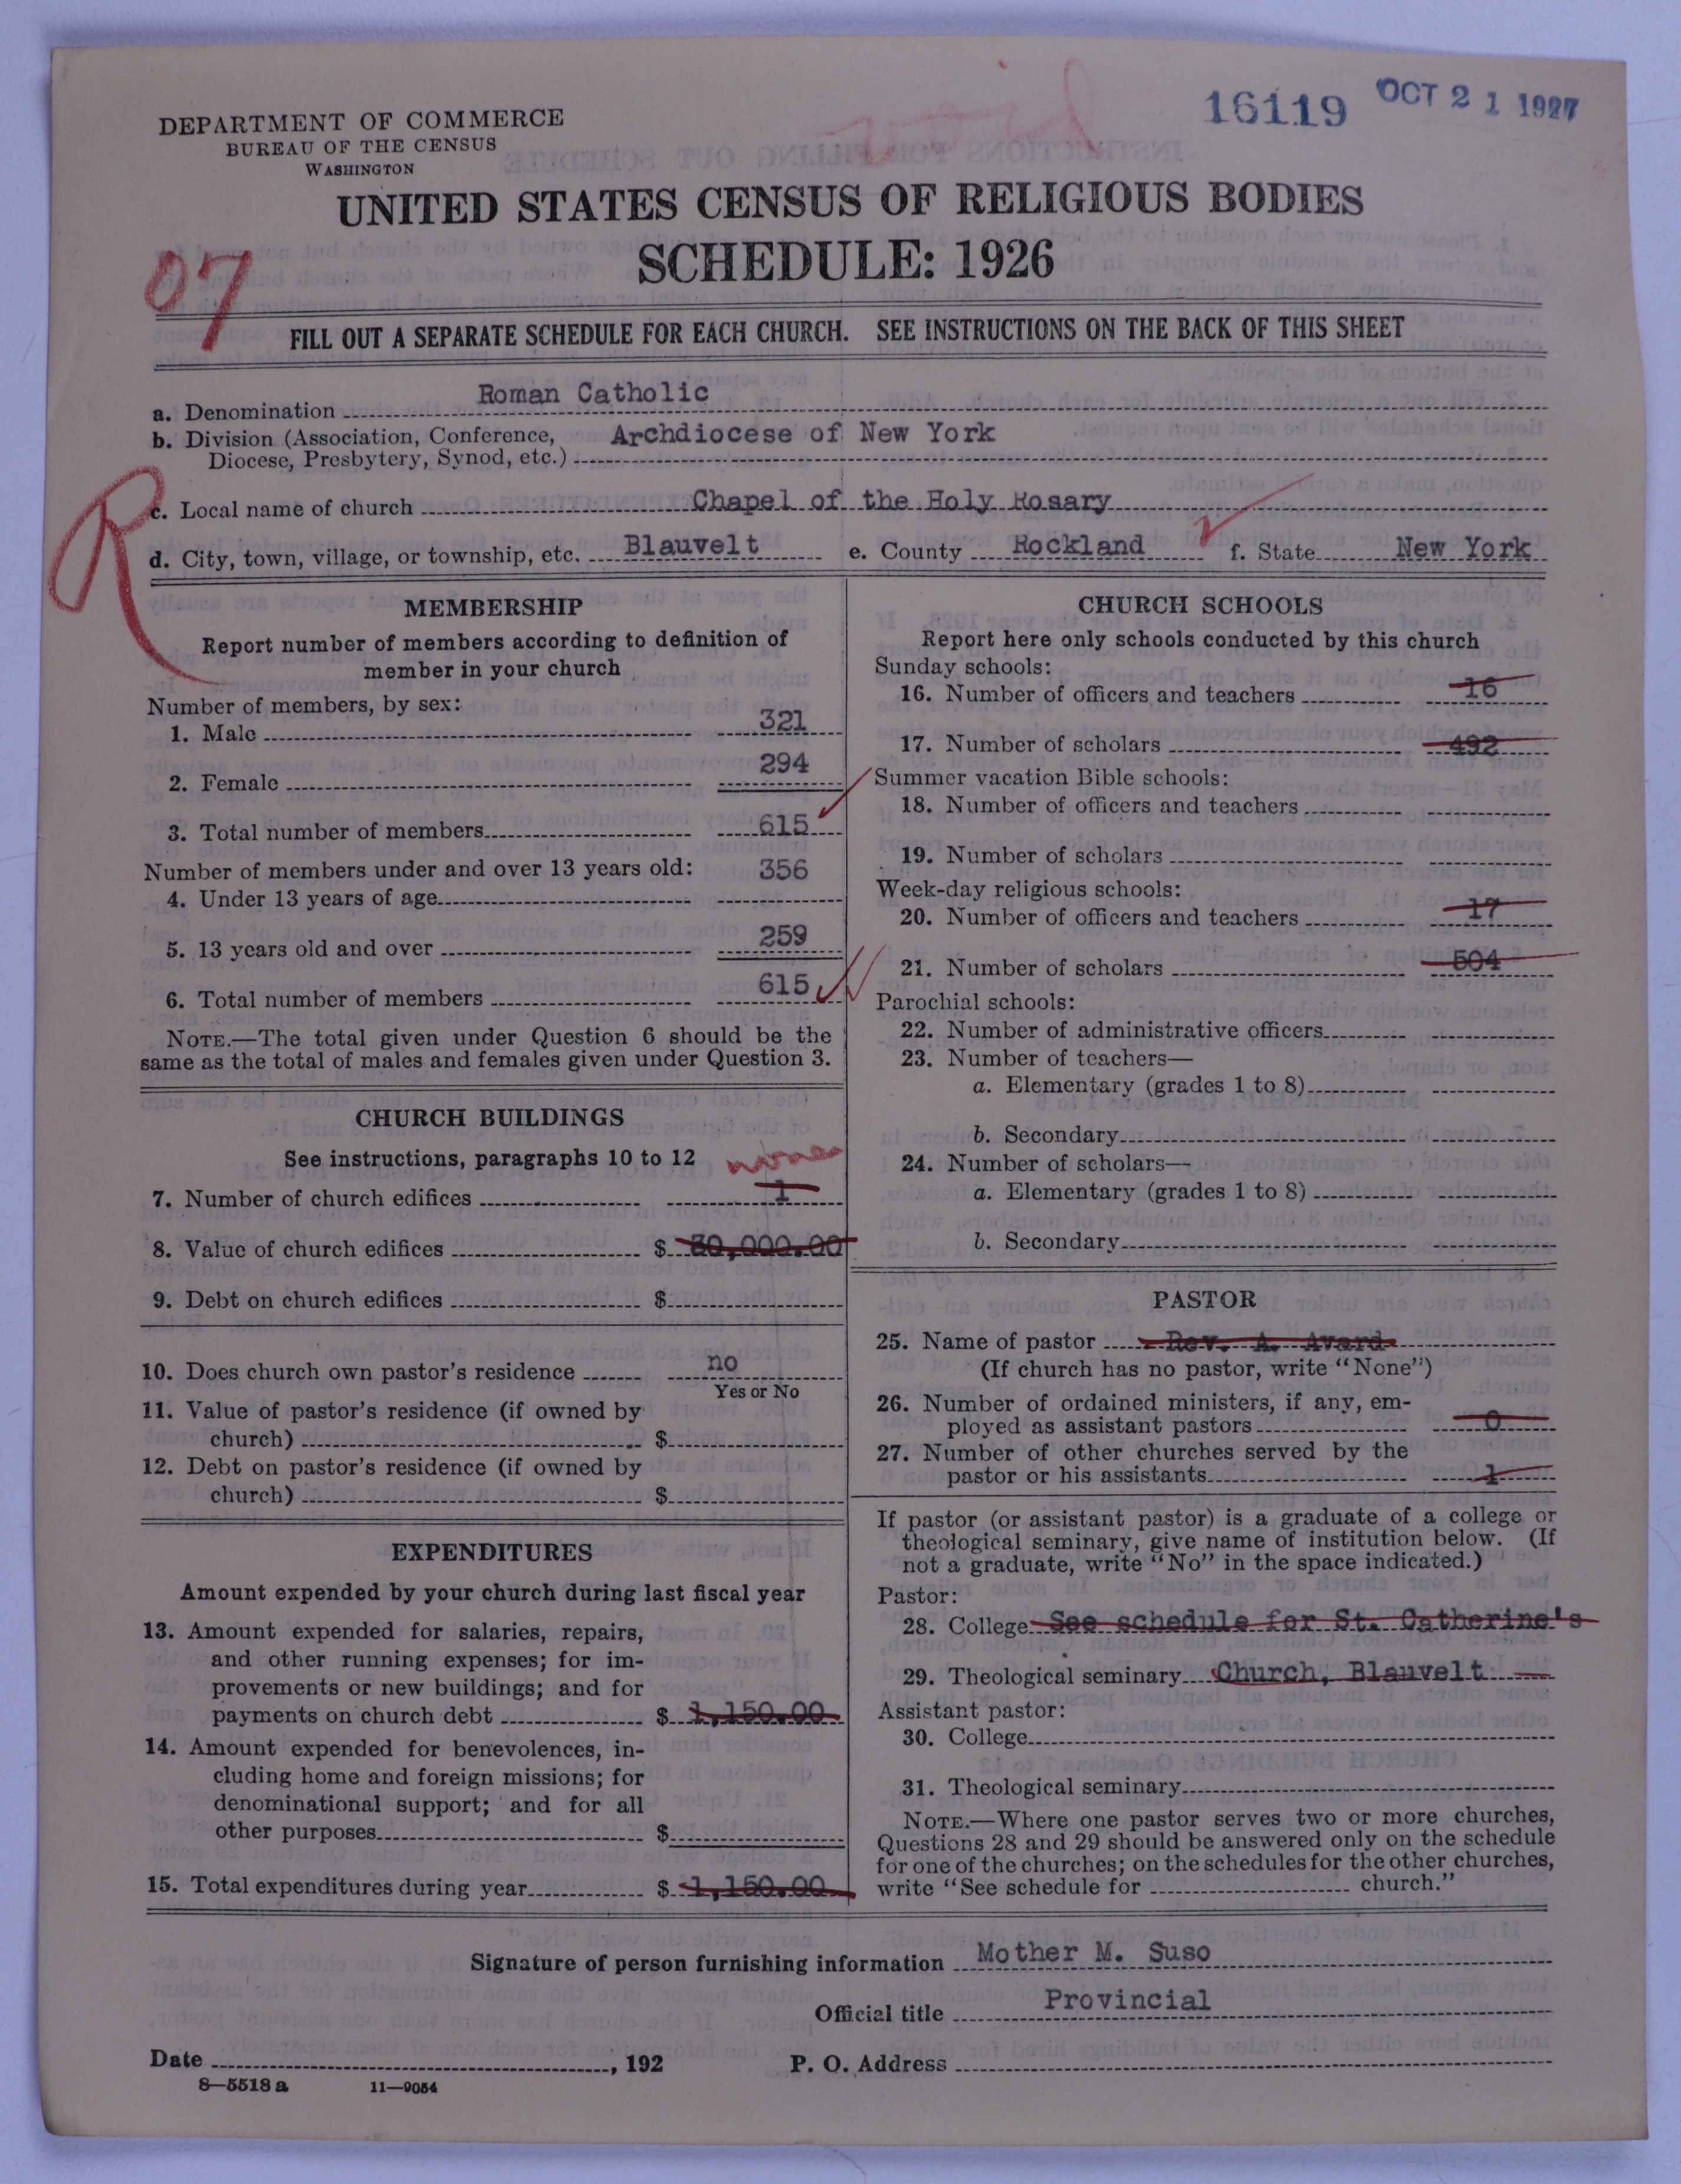 16119 OCT 21 1927
DEPARTMENT OF COMMERCE
BUREAU OF THE CENSUS
WASHINGTON
UNITED STATES CENSUS OF RELIGIOUS BODIES
SCHEDULE: 1926
07
FILL OUT A SEPARATE SCHEDULE FOR EACH CHURCH. SEE INSTRUCTIONS ON THE BACK OF THIS SHEET
a. Denomination Roman Catholic
b. Division (Association, Conference, Archdiocese of New York
Diocese, Presbytery, Synod, etc.)
R
c. Local name of church Chapel of the Holy Rosary
d. City, town, village, or township, etc. Blauvelt e. County Rockland f. State New York
MEMBERSHIP
Report number of members according to definition of
member in your church
Number of members, by sex:
1. Male 321
2. Female 294
3. Total number of members 615
Number of members under and over 13 years old: 356
4. Under 13 years of age
5. 13 years old and over 259
6. Total number of members 615
NOTE.—The total given under Question 6 should be the
same as the total of males and females given under Question 3.
CHURCH BUILDINGS
See instructions, paragraphs 10 to 12
none
7. Number of church edifices 1
8. Value of church edifices $ 80,000.00
9. Debt on church edifices $
10. Does church own pastor's residence no
Yes or No
11. Value of pastor's residence (if owned by
church) $
12. Debt on pastor's residence (if owned by
church) $
EXPENDITURES
Amount expended by your church during last fiscal year
13. Amount expended for salaries, repairs,
and other running expenses; for im-
provements or new buildings; and for
payments on church debt $ 1,150.00
14. Amount expended for benevolences, in-
cluding home and foreign missions; for
denominational support; and for all
other purposes $
15. Total expenditures during year $ 1,150.00
CHURCH SCHOOLS
Report here only schools conducted by this church
Sunday schools:
16. Number of officers and teachers 16
17. Number of scholars 492
Summer vacation Bible schools:
18. Number of officers and teachers
19. Number of scholars
Week-day religious schools:
20. Number of officers and teachers 17
21. Number of scholars 504
Parochial schools:
22. Number of administrative officers
23. Number of teachers—
a. Elementary (grades 1 to 8)
b. Secondary
24. Number of scholars—
a. Elementary (grades 1 to 8)
b. Secondary
PASTOR
25. Name of pastor Rev. A. Avard
(If church has no pastor, write "None")
26. Number of ordained ministers, if any, em-
ployed as assistant pastors 0
27. Number of other churches served by the
pastor or his assistants 1
If pastor (or assistant pastor) is a graduate of a college or
theological seminary, give name of institution below. (If
not a graduate, write "No" in the space indicated.)
Pastor:
28. College See schedule for St. Catherine's
29. Theological seminary Church, Blauvelt
Assistant pastor:
30. College
31. Theological seminary
NOTE.—Where one pastor serves two or more churches,
Questions 28 and 29 should be answered only on the schedule
for one of the churches; on the schedules for the other churches,
write "See schedule for church."
Signature of person furnishing information Mother M. Suso
Official title Provincial
Date , 192 P. O. Address
8—5518 a 11—9054